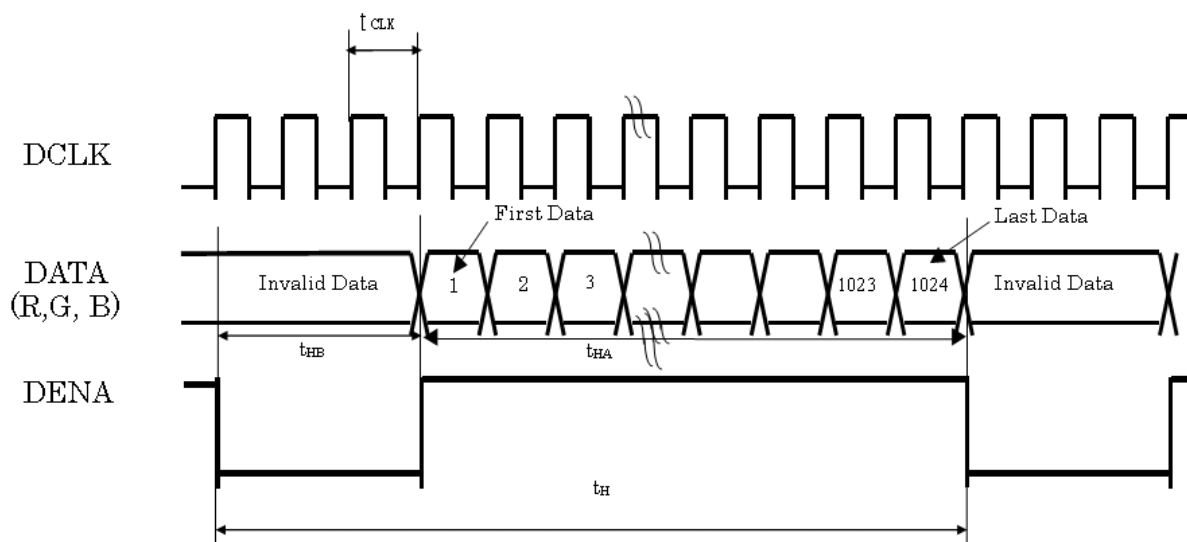 t CLK
DCLK
First Data
Last Data
DATA
(R,G, B)
Invalid Data
1
2
3
1023
1024
Invalid Data
tHB
tHA
DENA
tH